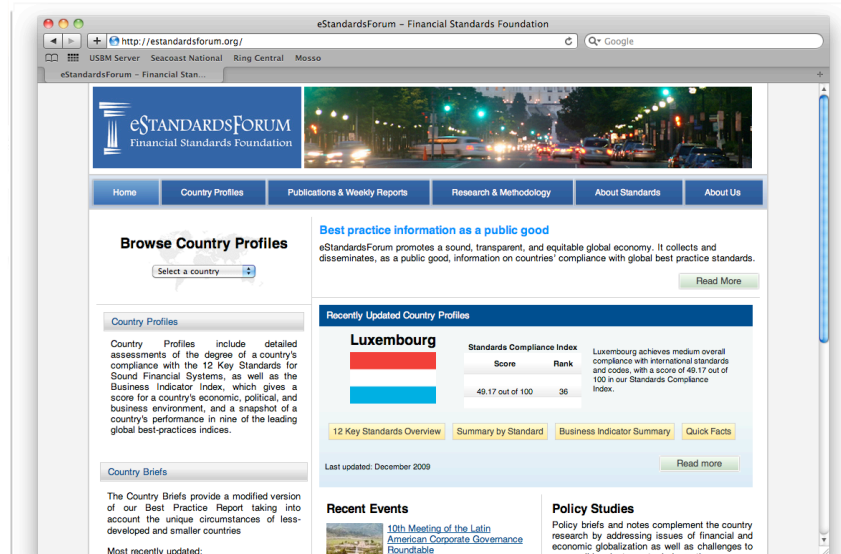 eStandardsForum – Financial Standards Foundation
http://estandardsforum.org/
Google
USBM Server Seacoast National Ring Central Mosso
eStandardsForum – Financial Stan...
eSTANDARDSFORUM
Financial Standards Foundation
Home Country Profiles Publications & Weekly Reports Research & Methodology About Standards About Us
Browse Country Profiles
Select a country
Best practice information as a public good
eStandardsForum promotes a sound, transparent, and equitable global economy. It collects and
disseminates, as a public good, information on countries' compliance with global best practice standards.
Read More
Country Profiles
Country Profiles include detailed
assessments of the degree of a country's
compliance with the 12 Key Standards for
Sound Financial Systems, as well as the
Business Indicator Index, which gives a
score for a country's economic, political, and
business environment, and a snapshot of a
country's performance in nine of the leading
global best-practices indices.
Country Briefs
The Country Briefs provide a modified version
of our Best Practice Report taking into
account the unique circumstances of less-
developed and smaller countries
Most recently updated:
Recently Updated Country Profiles
Luxembourg
Standards Compliance Index
Score Rank
49.17 out of 100 36
Luxembourg achieves medium overall
compliance with international standards
and codes, with a score of 49.17 out of
100 in our Standards Compliance
Index.
12 Key Standards Overview Summary by Standard Business Indicator Summary Quick Facts
Last updated: December 2009
Read more
Recent Events
10th Meeting of the Latin
American Corporate Governance
Roundtable
Policy Studies
Policy briefs and notes complement the country
research by addressing issues of financial and
economic globalization as well as challenges to